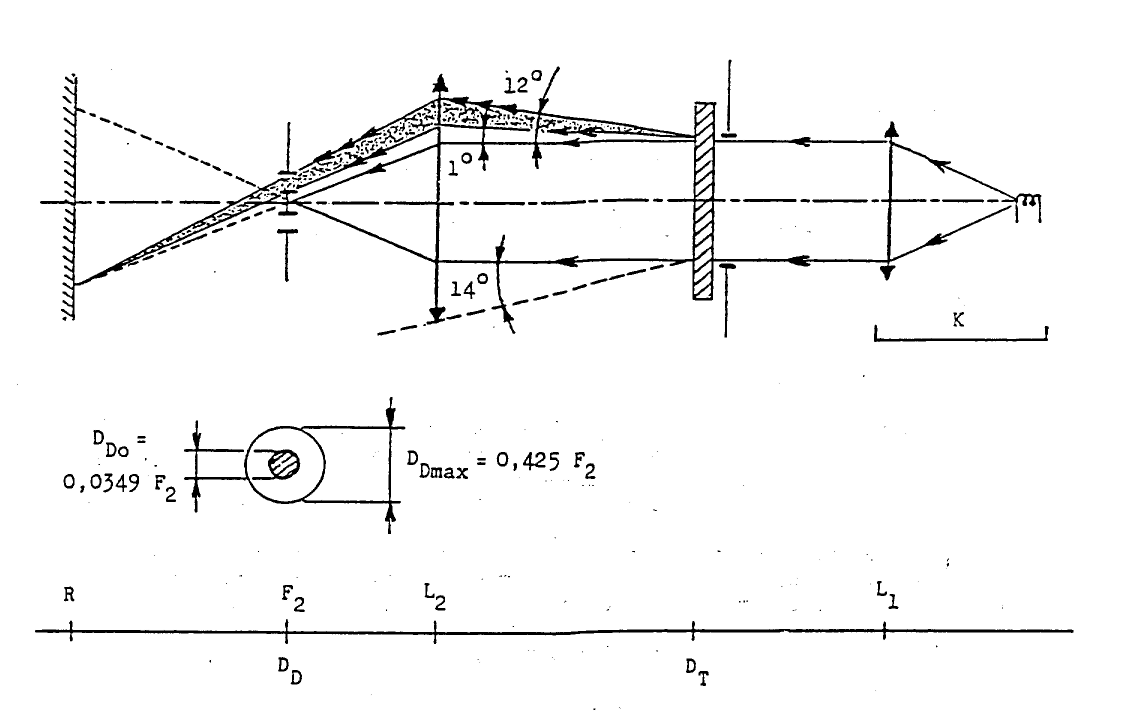 12°
1°
14°
K
D_Do =
0,0349 F_2
D_Dmax = 0,425 F_2
R
F_2
L_2
L_1
D_D
D_T